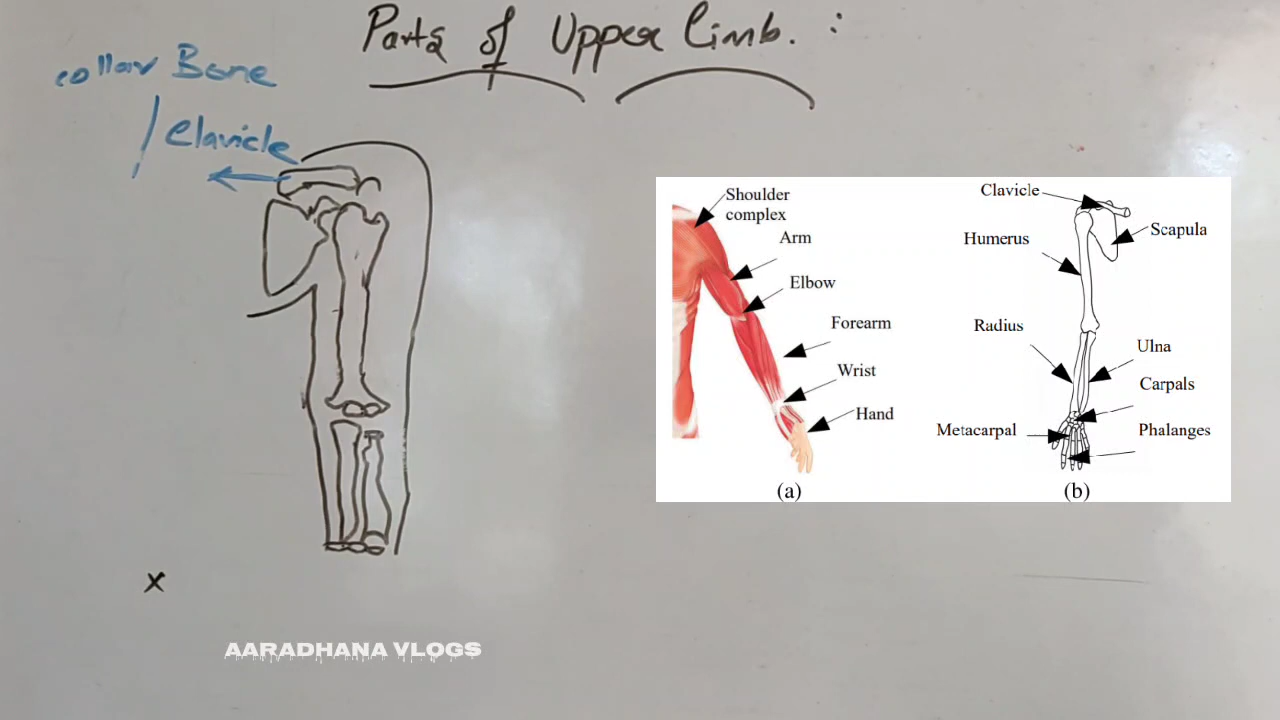 Parts of Upper limb. :
collar Bone
/ Clavicle
Shoulder
complex
Arm
Elbow
Forearm
Wrist
Hand
(a)
Clavicle
Scapula
Humerus
Radius
Ulna
Carpals
Metacarpal
Phalanges
(b)
x
AARADHANA VLOGS